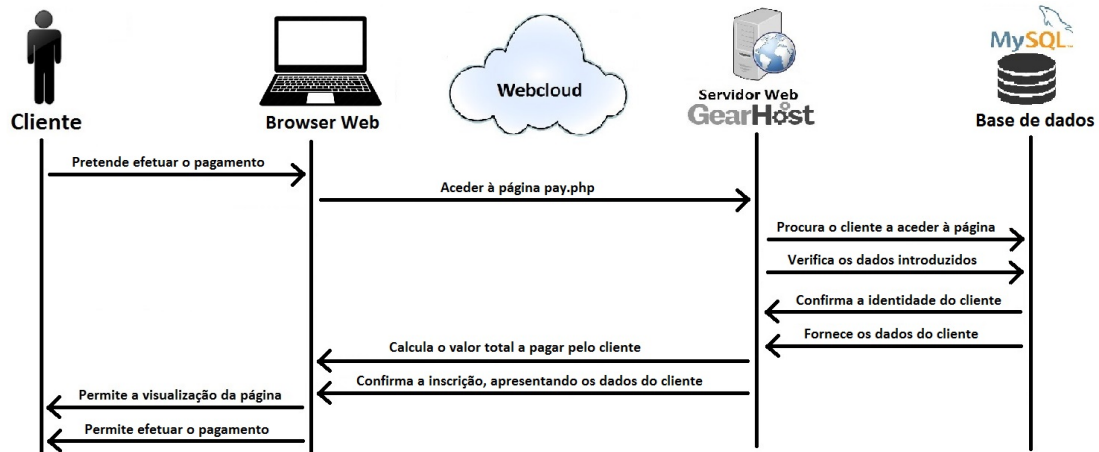 MySQL
Webcloud
Servidor Web
GearHost
Cliente
Browser Web
Base de dados
Pretende efetuar o pagamento
Aceder à página pay.php
Procura o cliente a aceder à página
Verifica os dados introduzidos
Confirma a identidade do cliente
Fornece os dados do cliente
Calcula o valor total a pagar pelo cliente
Confirma a inscrição, apresentando os dados do cliente
Permite a visualização da página
Permite efetuar o pagamento